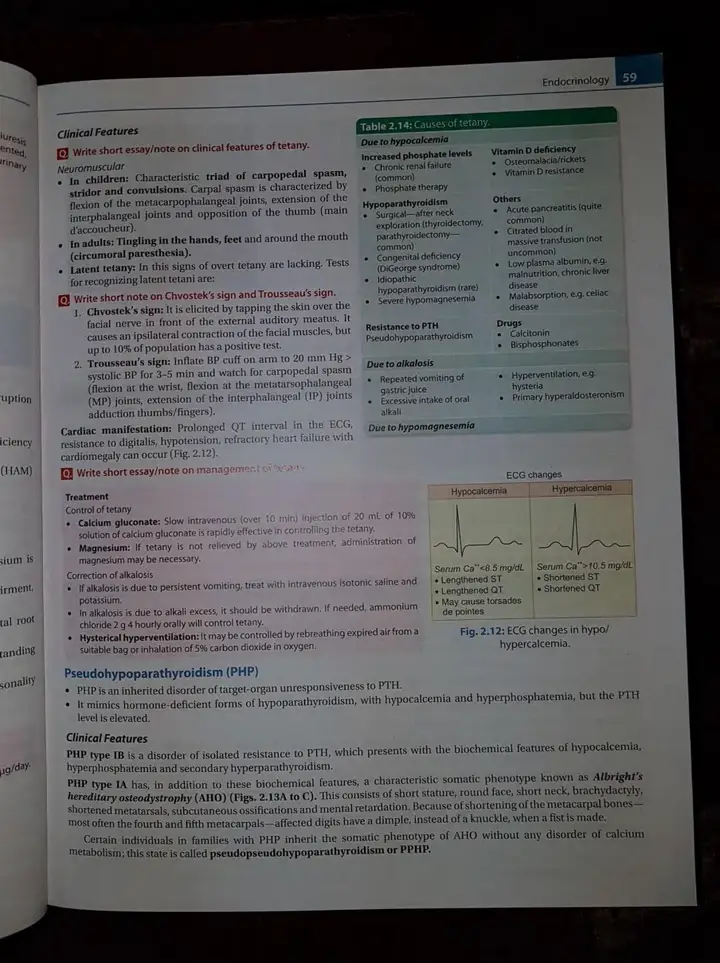 Endocrinology 59
Clinical Features
Q Write short essay/note on clinical features of tetany.
Neuromuscular
• In children: Characteristic triad of carpopedal spasm,
stridor and convulsions. Carpal spasm is characterized by
flexion of the metacarpophalangeal joints, extension of the
interphalangeal joints and opposition of the thumb (main
d'accoucheur).
• In adults: Tingling in the hands, feet and around the mouth
(circumoral paresthesia).
• Latent tetany: In this signs of overt tetany are lacking. Tests
for recognizing latent tetani are:
Q Write short note on Chvostek's sign and Trousseau's sign.
1. Chvostek's sign: It is elicited by tapping the skin over the
facial nerve in front of the external auditory meatus. It
causes an ipsilateral contraction of the facial muscles, but
up to 10% of population has a positive test.
2. Trousseau's sign: Inflate BP cuff on arm to 20 mm Hg >
systolic BP for 3–5 min and watch for carpopedal spasm
(flexion at the wrist, flexion at the metatarsophalangeal
(MP) joints, extension of the interphalangeal (IP) joints
adduction thumbs/fingers).
Cardiac manifestation: Prolonged QT interval in the ECG,
resistance to digitalis, hypotension, refractory heart failure with
cardiomegaly can occur (Fig. 2.12).
Q Write short essay/note on management of tetany.
Treatment
Control of tetany
• Calcium gluconate: Slow intravenous (over 10 min) injection of 20 mL of 10%
solution of calcium gluconate is rapidly effective in controlling the tetany.
• Magnesium: If tetany is not relieved by above treatment, administration of
magnesium may be necessary.
Correction of alkalosis
• If alkalosis is due to persistent vomiting, treat with intravenous isotonic saline and
potassium.
• In alkalosis is due to alkali excess, it should be withdrawn. If needed, ammonium
chloride 2 g 4 hourly orally will control tetany.
• Hysterical hyperventilation: It may be controlled by rebreathing expired air from a
suitable bag or inhalation of 5% carbon dioxide in oxygen.
Table 2.14: Causes of tetany.
Due to hypocalcemia
Increased phosphate levels
• Chronic renal failure
(common)
• Phosphate therapy
Hypoparathyroidism
• Surgical—after neck
exploration (thyroidectomy,
parathyroidectomy—
common)
• Congenital deficiency
(DiGeorge syndrome)
• Idiopathic
hypoparathyroidism (rare)
• Severe hypomagnesemia
Resistance to PTH
Pseudohypoparathyroidism
Vitamin D deficiency
• Osteomalacia/rickets
• Vitamin D resistance
Others
• Acute pancreatitis (quite
common)
• Citrated blood in
massive transfusion (not
uncommon)
• Low plasma albumin, e.g.
malnutrition, chronic liver
disease
• Malabsorption, e.g. celiac
disease
Drugs
• Calcitonin
• Bisphosphonates
Due to alkalosis
• Repeated vomiting of
gastric juice
• Excessive intake of oral
alkali
• Hyperventilation, e.g.
hysteria
• Primary hyperaldosteronism
Due to hypomagnesemia
ECG changes
Hypocalcemia
Hypercalcemia
Serum Ca++<8.5 mg/dL
• Lengthened ST
• Lengthened QT
• May cause torsades
de pointes
Serum Ca++>10.5 mg/dL
• Shortened ST
• Shortened QT
Fig. 2.12: ECG changes in hypo/
hypercalcemia.
Pseudohypoparathyroidism (PHP)
• PHP is an inherited disorder of target-organ unresponsiveness to PTH.
• It mimics hormone-deficient forms of hypoparathyroidism, with hypocalcemia and hyperphosphatemia, but the PTH
level is elevated.
Clinical Features
PHP type IB is a disorder of isolated resistance to PTH, which presents with the biochemical features of hypocalcemia,
hyperphosphatemia and secondary hyperparathyroidism.
PHP type IA has, in addition to these biochemical features, a characteristic somatic phenotype known as Albright's
hereditary osteodystrophy (AHO) (Figs. 2.13A to C). This consists of short stature, round face, short neck, brachydactyly,
shortened metatarsals, subcutaneous ossifications and mental retardation. Because of shortening of the metacarpal bones—
most often the fourth and fifth metacarpals—affected digits have a dimple, instead of a knuckle, when a fist is made.
Certain individuals in families with PHP inherit the somatic phenotype of AHO without any disorder of calcium
metabolism; this state is called pseudopseudohypoparathyroidism or PPHP.
(HAM)
µg/day.